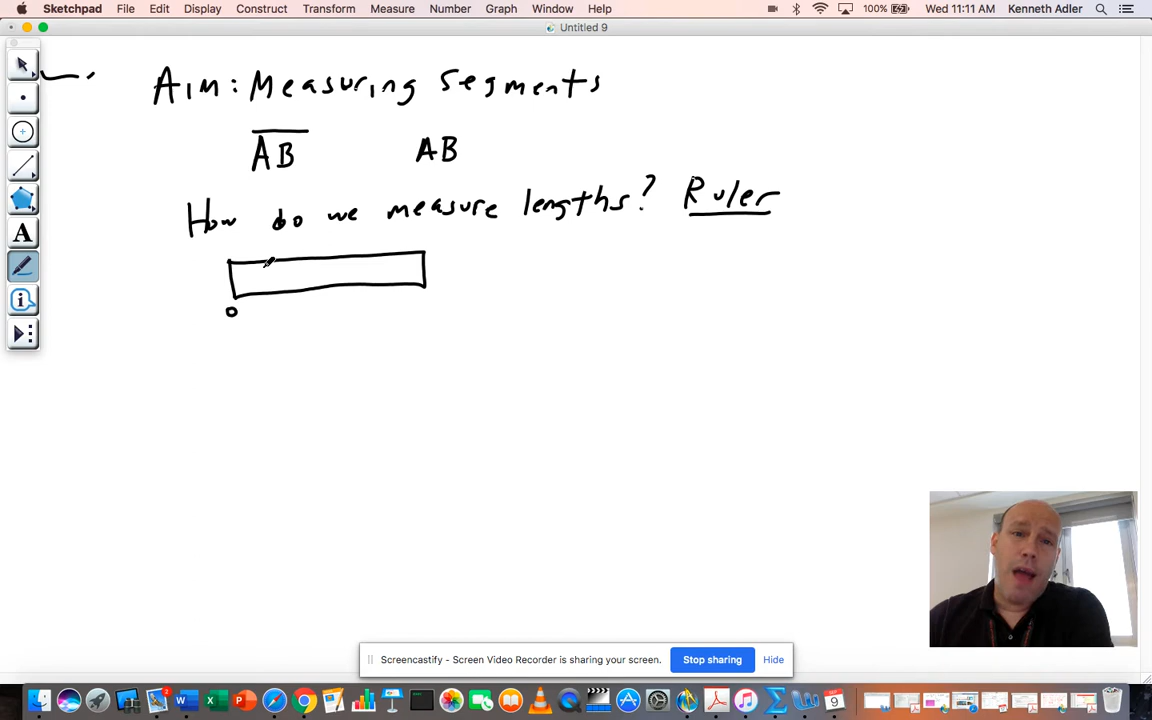 Sketchpad File Edit Display Construct Transform Measure Number Graph Window Help 100% Wed 11:11 AM Kenneth Adler
Untitled 9
Aim: Measuring Segments
A̅B̅ AB
How do we measure lengths? Ruler
0
A
Screencastify - Screen Video Recorder is sharing your screen. Stop sharing Hide